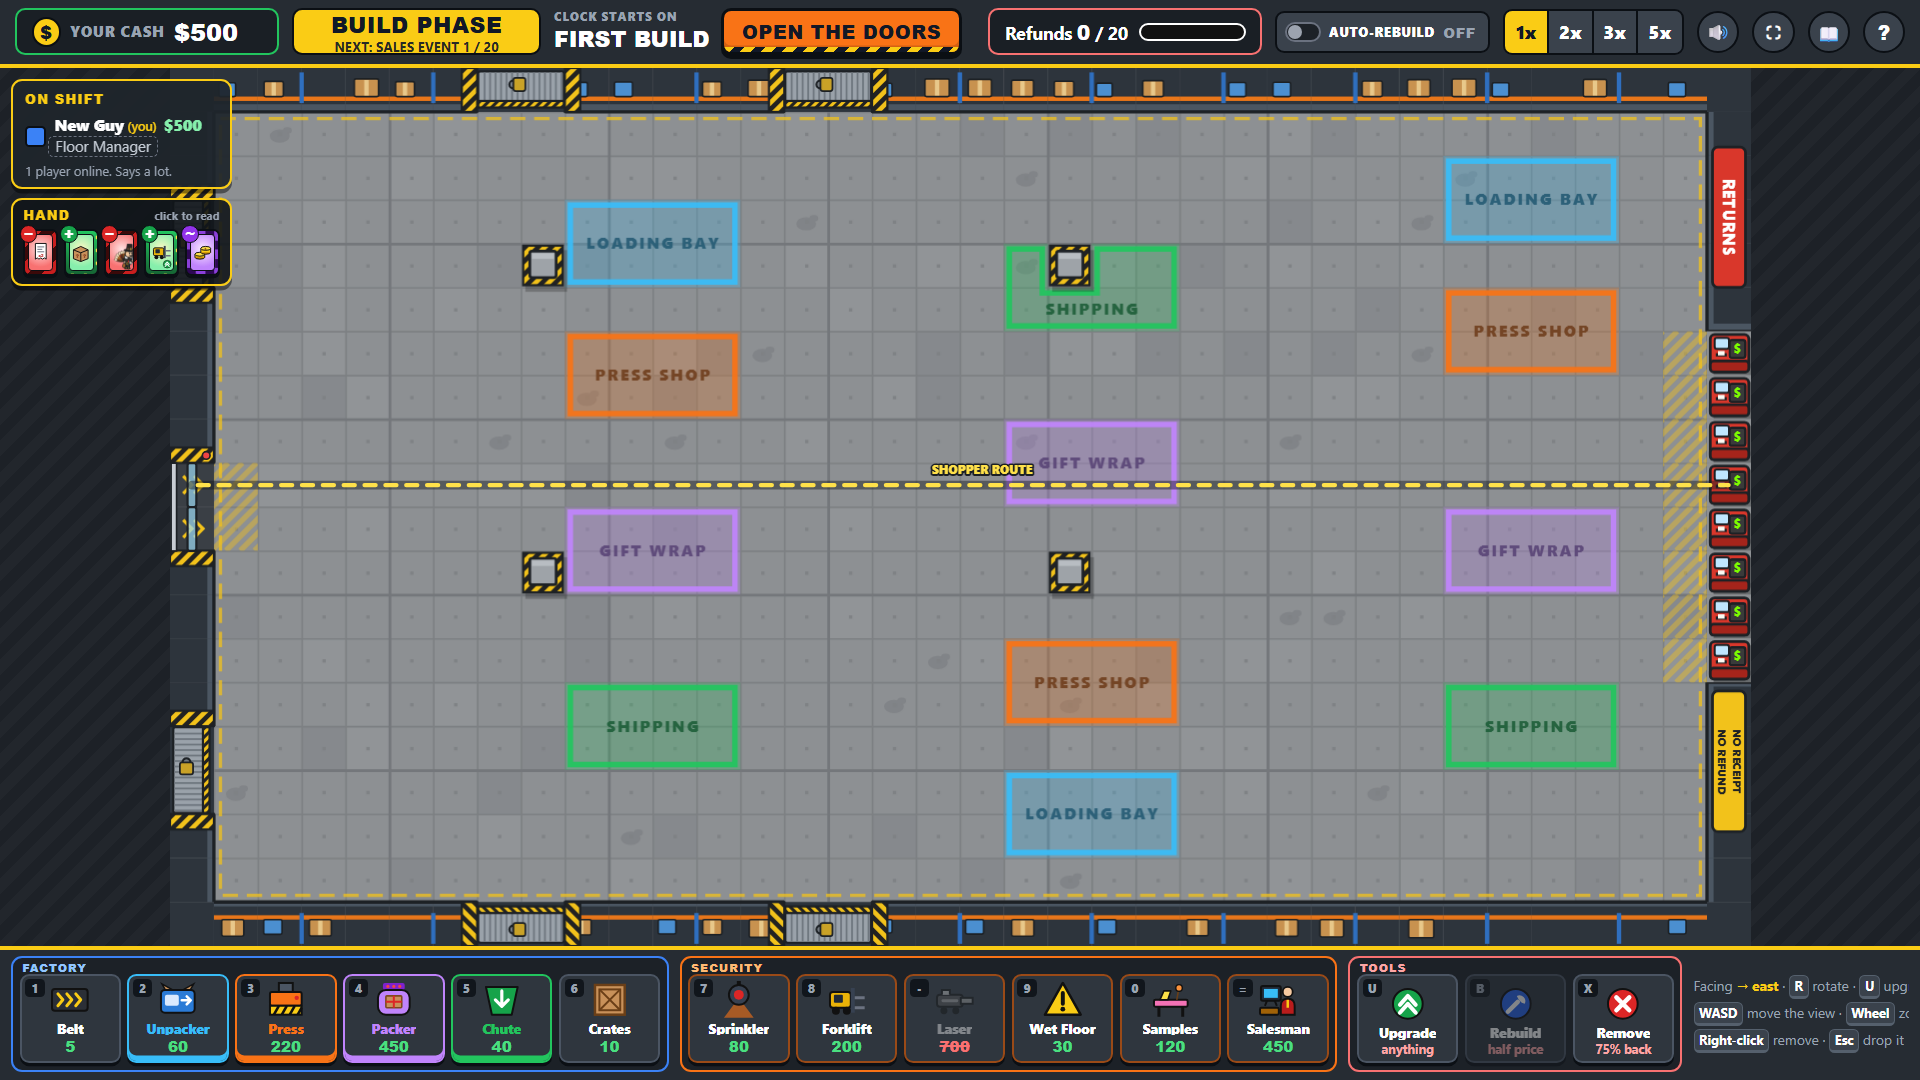 $ YOUR CASH $500
BUILD PHASE
NEXT: SALES EVENT 1 / 20
CLOCK STARTS ON
FIRST BUILD
OPEN THE DOORS
Refunds 0 / 20
AUTO-REBUILD OFF
1x 2x 3x 5x
?
ON SHIFT
New Guy (you) $500
Floor Manager
1 player online. Says a lot.
HAND click to read
LOADING BAY
LOADING BAY
SHIPPING
PRESS SHOP
PRESS SHOP
GIFT WRAP
SHOPPER ROUTE
GIFT WRAP
GIFT WRAP
PRESS SHOP
SHIPPING
SHIPPING
LOADING BAY
RETURNS
$
$
$
$
$
$
$
$
NO RECEIPT
NO REFUND
FACTORY
1 Belt 5
2 Unpacker 60
3 Press 220
4 Packer 450
5 Chute 40
6 Crates 10
SECURITY
7 Sprinkler 80
8 Forklift 200
- Laser 700
9 Wet Floor 30
0 Samples 120
= Salesman 450
TOOLS
U Upgrade anything
B Rebuild half price
X Remove 75% back
Facing → east · R rotate · U upg
WASD move the view · Wheel zo
Right-click remove · Esc drop it